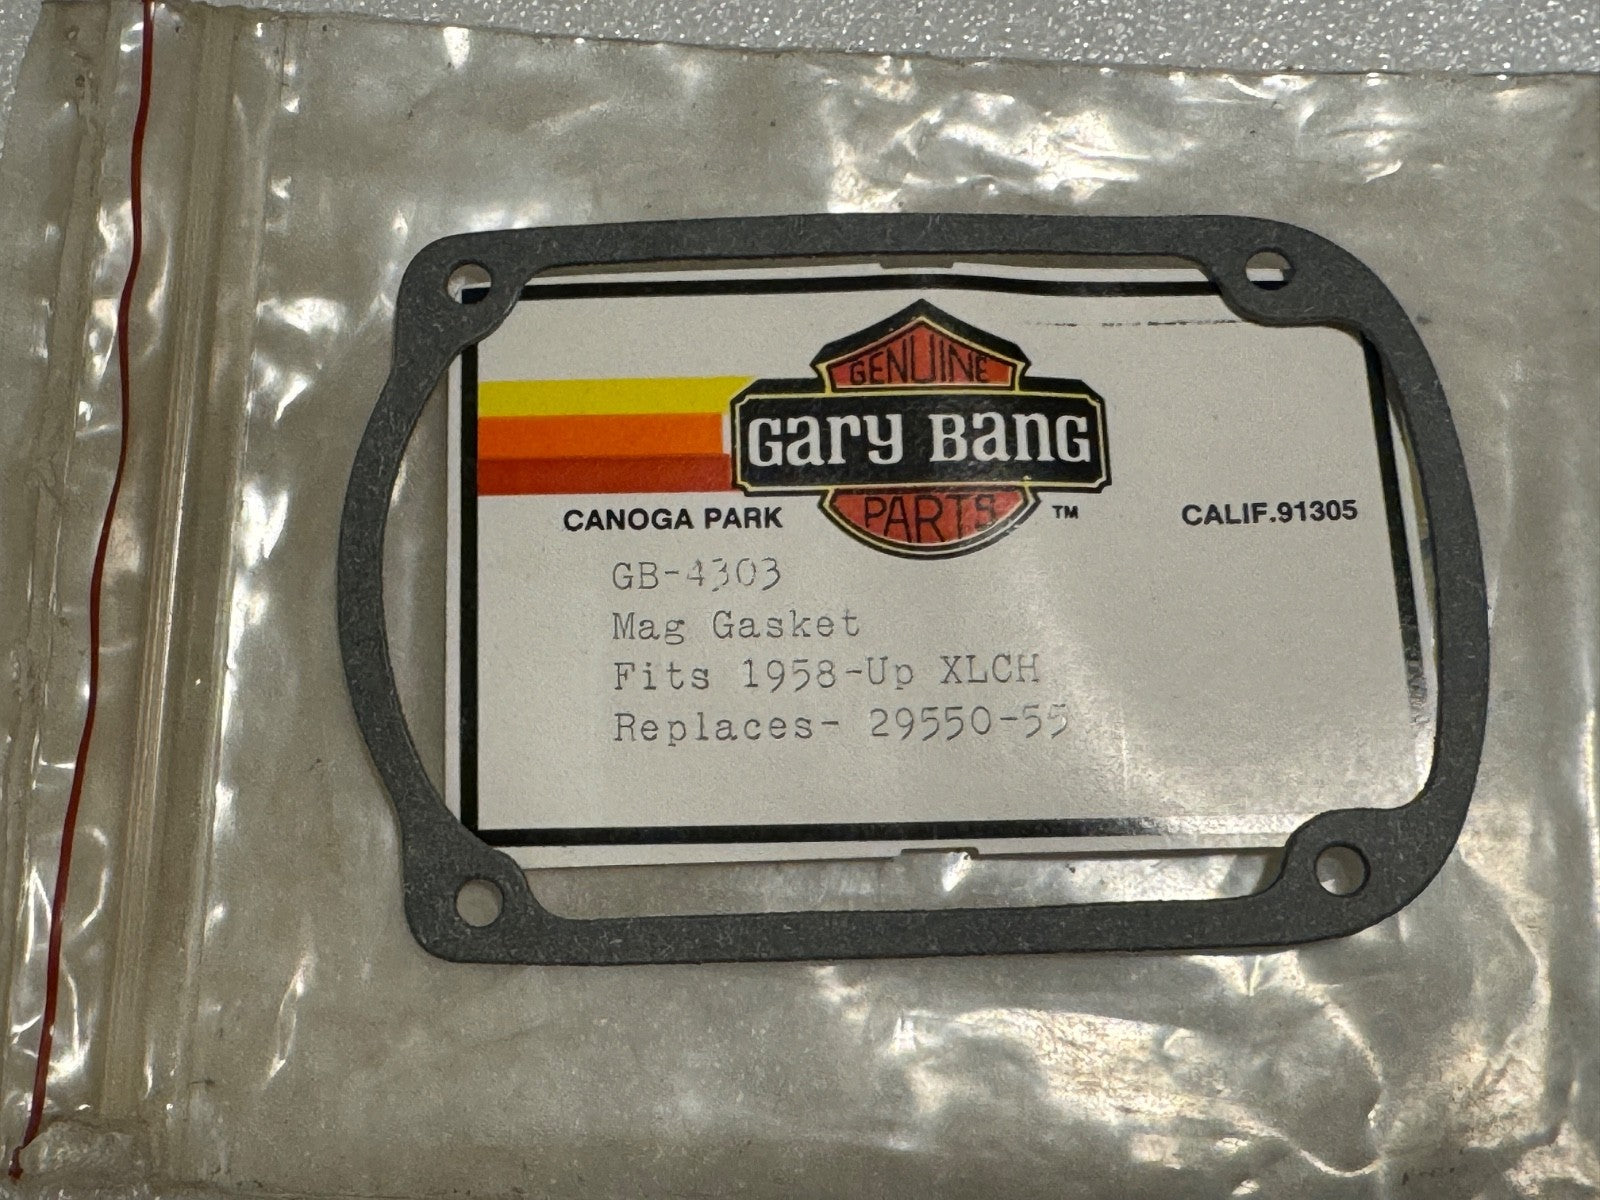 GENUINE
Gary Bang
PARTS
TM
CANOGA PARK
CALIF.91305
GB-4303
Mag Gasket
Fits 1958-Up XLCH
Replaces- 29550-55